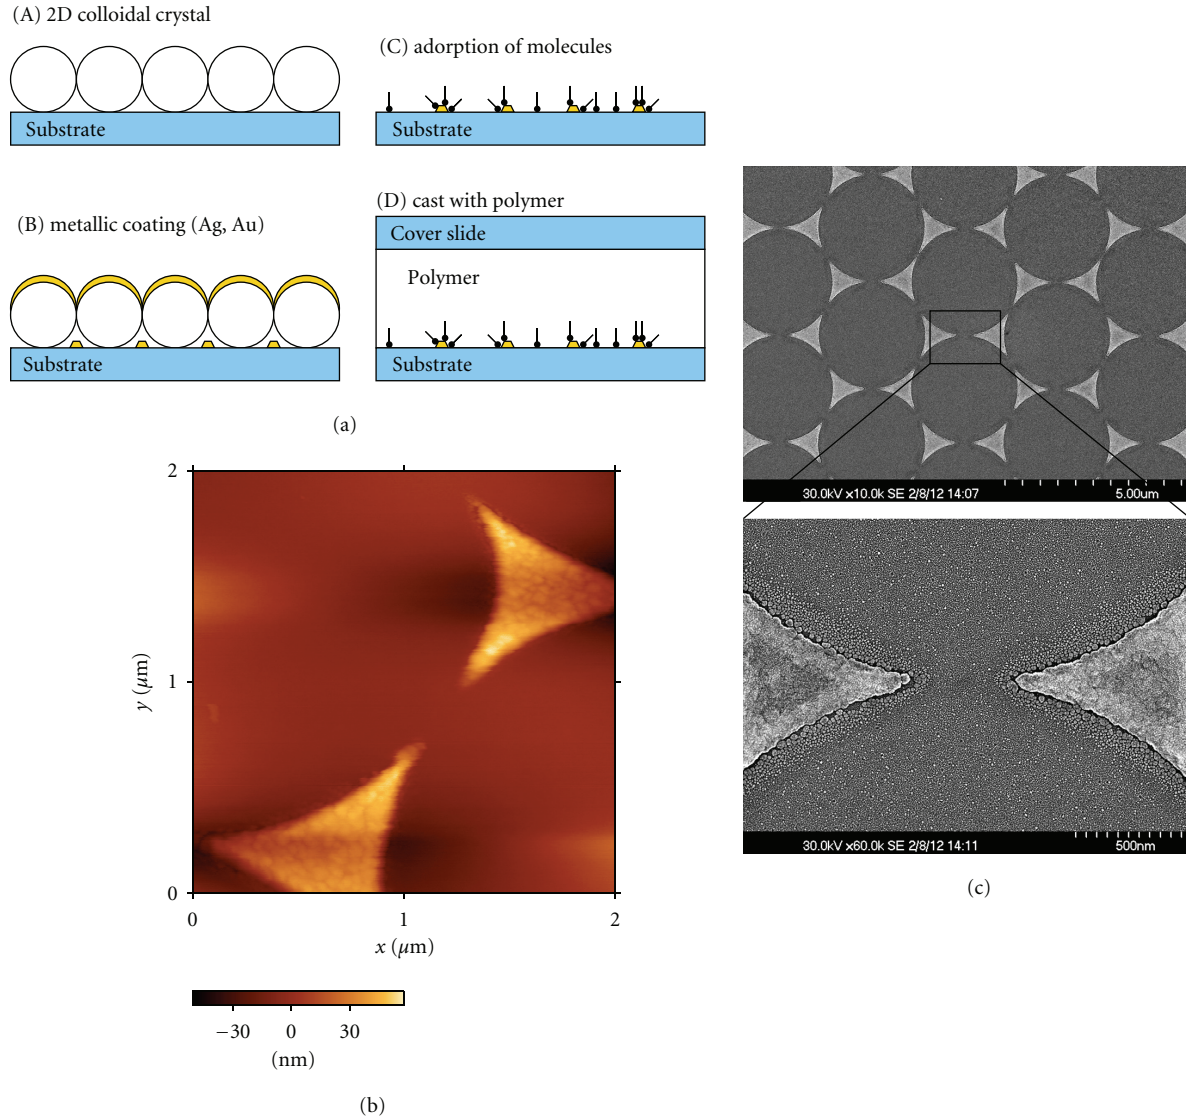 (A) 2D colloidal crystal
Substrate
(B) metallic coating (Ag, Au)
Substrate
(C) adorption of molecules
Substrate
(D) cast with polymer
Cover slide
Polymer
Substrate
(a)
2
1
0
y (μm)
0
1
2
x (μm)
−30
0
30
(nm)
(b)
30.0kV x10.0k SE 2/8/12 14:07
5.00um
30.0kV x60.0k SE 2/8/12 14:11
500nm
(c)